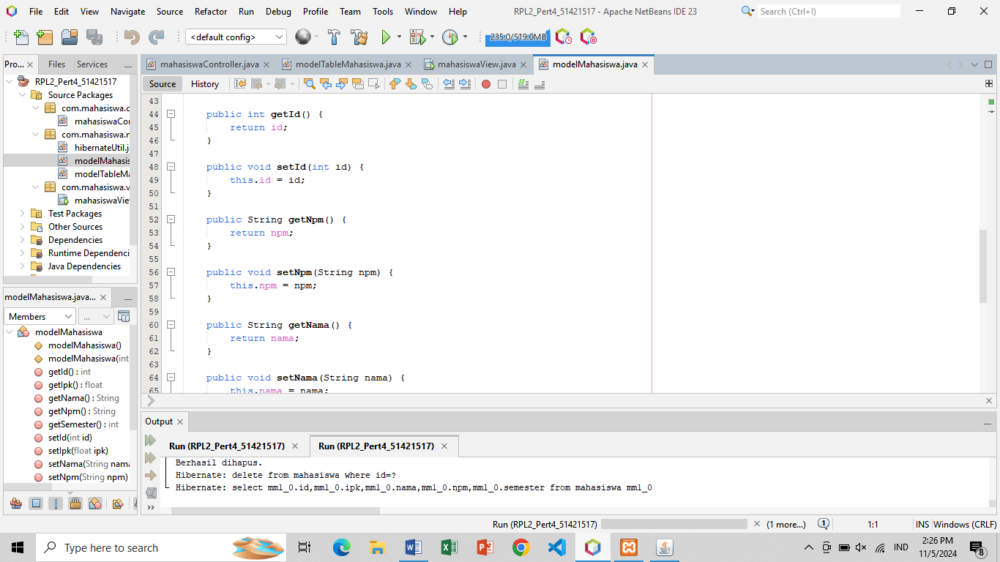 File Edit View Navigate Source Refactor Run Debug Profile Team Tools Window Help
RPL2_Pert4_51421517 - Apache NetBeans IDE 23
Search (Ctrl+I)
<default config>
235.0/519.0MB
Pro...
Files
Services
mahasiswaController.java
modelTableMahasiswa.java
mahasiswaView.java
modelMahasiswa.java
Source
History
RPL2_Pert4_51421517
Source Packages
com.mahasiswa.c
mahasiswaCor
com.mahasiswa.m
hibernateUtil.j
modelMahasis
modelTableMa
com.mahasiswa.v
mahasiswaView
Test Packages
Other Sources
Dependencies
Runtime Dependenci
Java Dependencies
43
44 public int getId() {
45 return id;
46 }
47
48 public void setId(int id) {
49 this.id = id;
50 }
51
52 public String getNpm() {
53 return npm;
54 }
55
56 public void setNpm(String npm) {
57 this.npm = npm;
58 }
59
60 public String getNama() {
61 return nama;
62 }
63
64 public void setNama(String nama) {
65 this.nama = nama;
modelMahasiswa.java...
Members
...
modelMahasiswa
modelMahasiswa()
modelMahasiswa(int
getId() : int
getIpk() : float
getNama() : String
getNpm() : String
getSemester() : int
setId(int id)
setIpk(float ipk)
setNama(String nama
setNpm(String npm)
Output
Run (RPL2_Pert4_51421517)
Run (RPL2_Pert4_51421517)
Berhasil dihapus.
Hibernate: delete from mahasiswa where id=?
Hibernate: select mml_0.id,mml_0.ipk,mml_0.nama,mml_0.npm,mml_0.semester from mahasiswa mml_0
Run (RPL2_Pert4_51421517)
(1 more...)
1
1:1
INS
Windows (CRLF)
Type here to search
IND
2:26 PM
11/5/2024
8